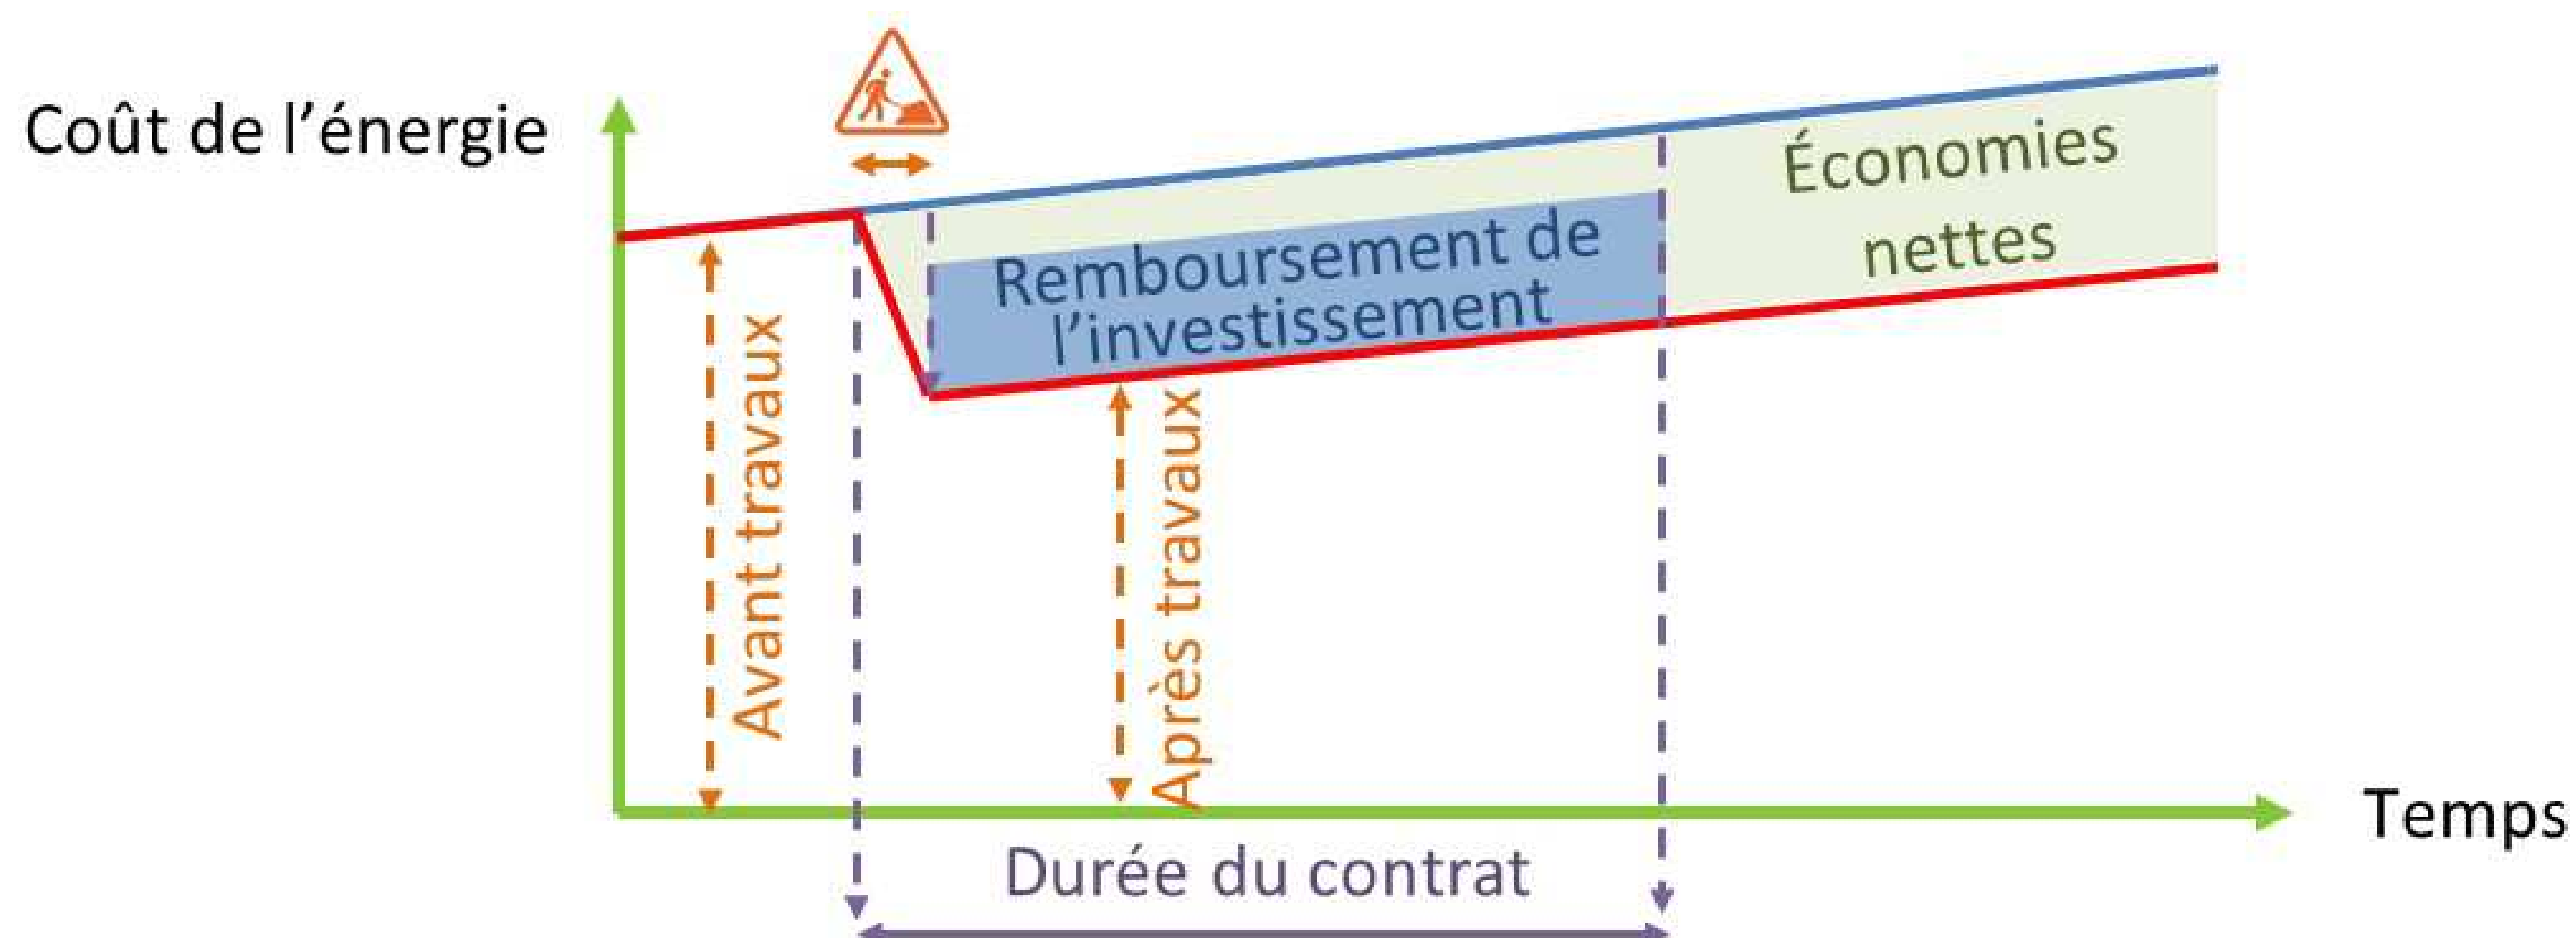 Coût de l’énergie
Économies
nettes
Remboursement de
l’investissement
Avant travaux
Après travaux
Temps
Durée du contrat